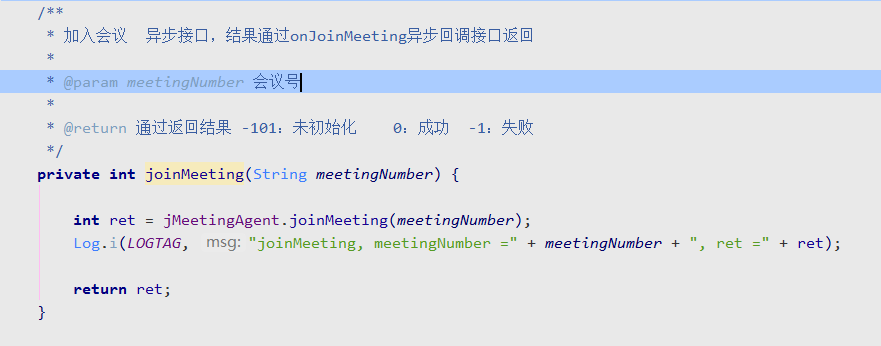 /**
 * 加入会议  异步接口，结果通过onJoinMeeting异步回调接口返回
 *
 * @param meetingNumber 会议号
 *
 * @return 通过返回结果 -101：未初始化    0：成功  -1：失败
 */
private int joinMeeting(String meetingNumber) {
int ret = jMeetingAgent.joinMeeting(meetingNumber);
Log.i(LOGTAG, msg: "joinMeeting, meetingNumber =" + meetingNumber + ", ret =" + ret);
return ret;
}